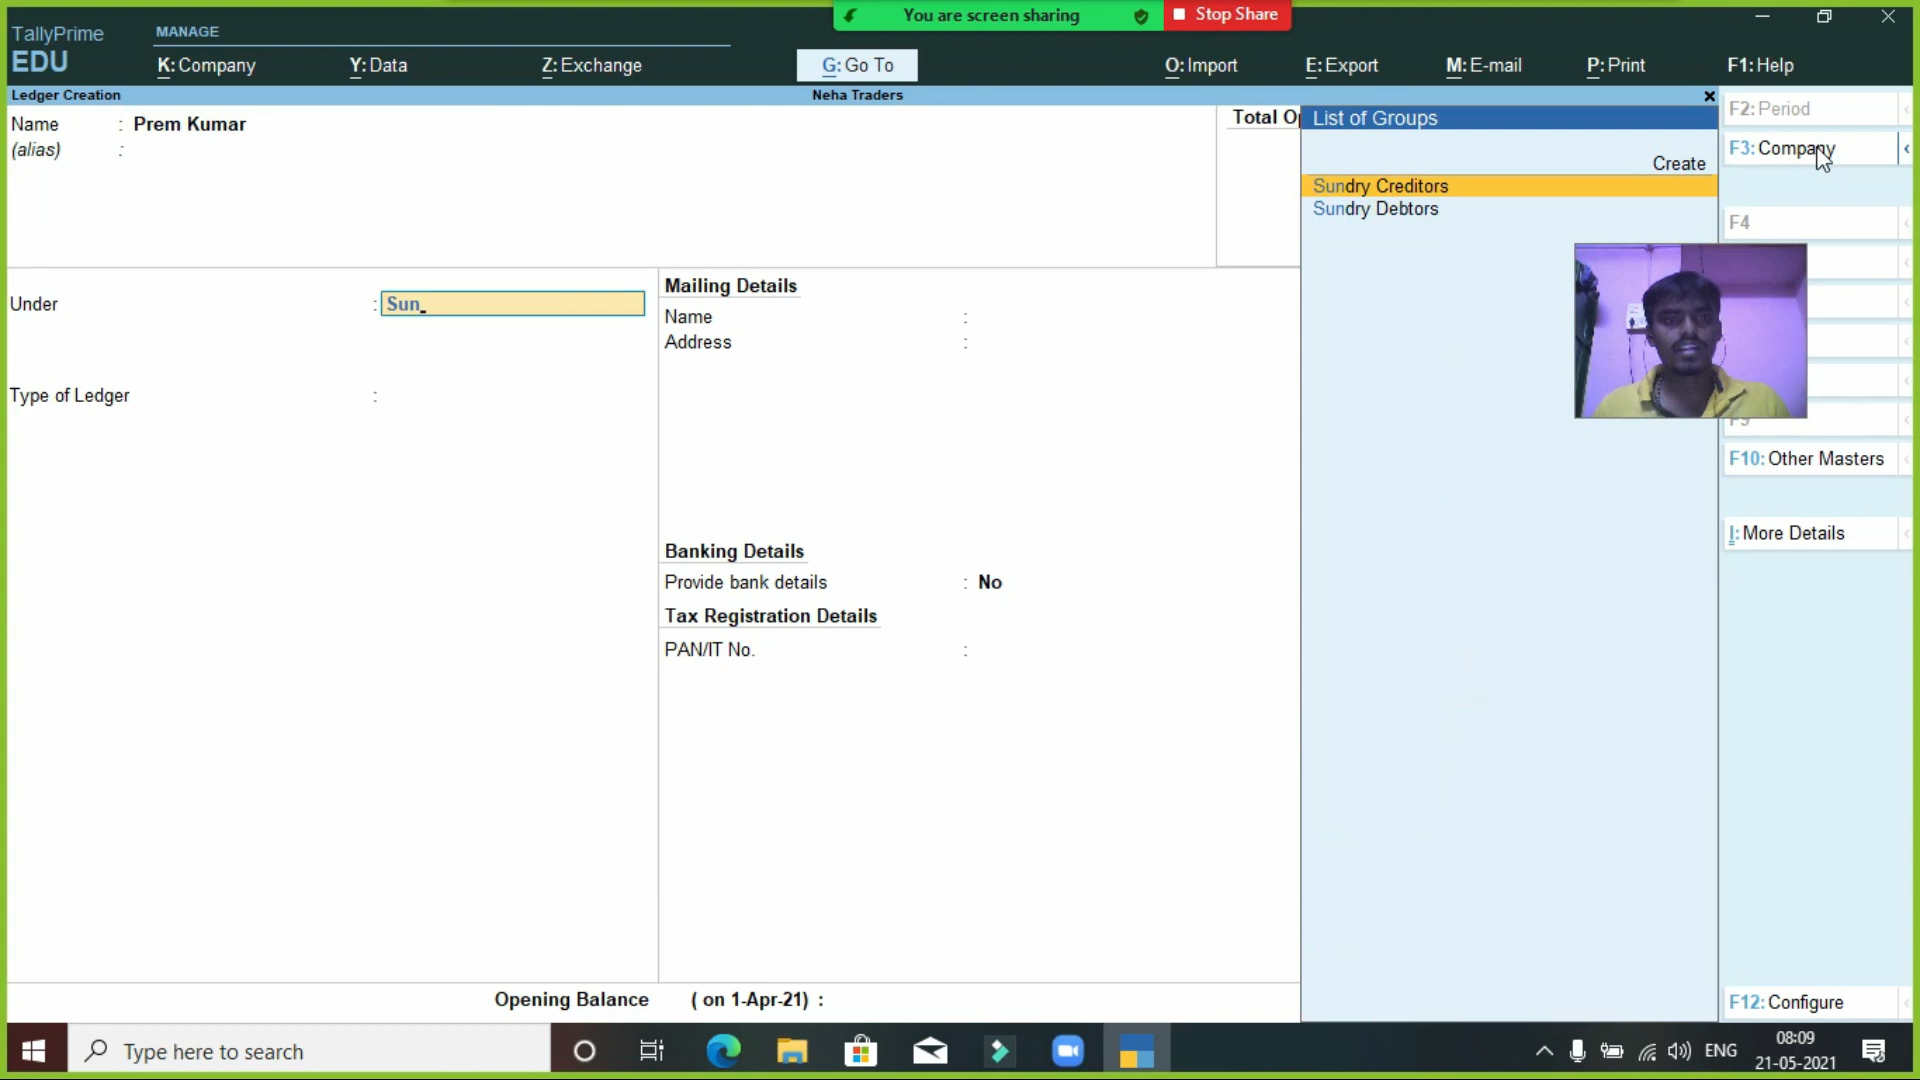 You are screen sharing
Stop Share
TallyPrime
EDU
MANAGE
K: Company
Y: Data
Z: Exchange
G: Go To
O: Import
E: Export
M: E-mail
P: Print
F1: Help
Ledger Creation
Neha Traders
Name : Prem Kumar
(alias) :
Total Op
List of Groups
Create
Sundry Creditors
Sundry Debtors
F2: Period
F3: Company
F4
F9
F10: Other Masters
I: More Details
F12: Configure
Under : Sun
Type of Ledger :
Mailing Details
Name :
Address :
Banking Details
Provide bank details : No
Tax Registration Details
PAN/IT No. :
Opening Balance ( on 1-Apr-21) :
Type here to search
ENG
08:09
21-05-2021